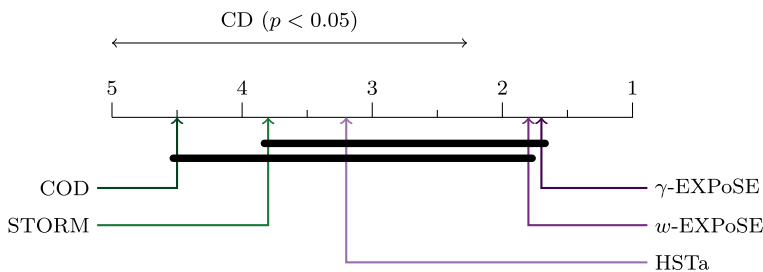 CD (p < 0.05)
5 4 3 2 1
COD γ-EXPoSE
STORM w-EXPoSE
HSTa